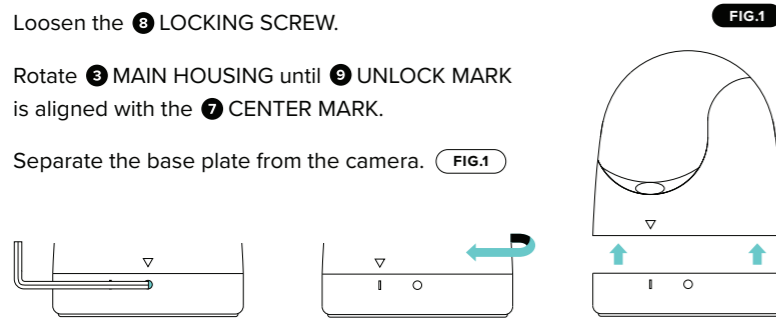 Loosen the 8 LOCKING SCREW.
FIG.1
Rotate 3 MAIN HOUSING until 9 UNLOCK MARK
is aligned with the 7 CENTER MARK.
Separate the base plate from the camera. FIG.1